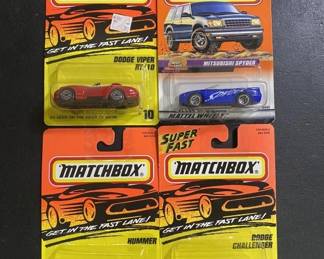 GET IN THE FAST LANE!
DODGE VIPER
RT/10
10
MITSUBISHI SPYDER
Spyder
MATTEL WHEELS
MATCHBOX
GET IN THE FAST LANE!
HUMMER
SUPER
FAST
MATCHBOX
GET IN THE FAST LANE!
DODGE
CHALLENGER